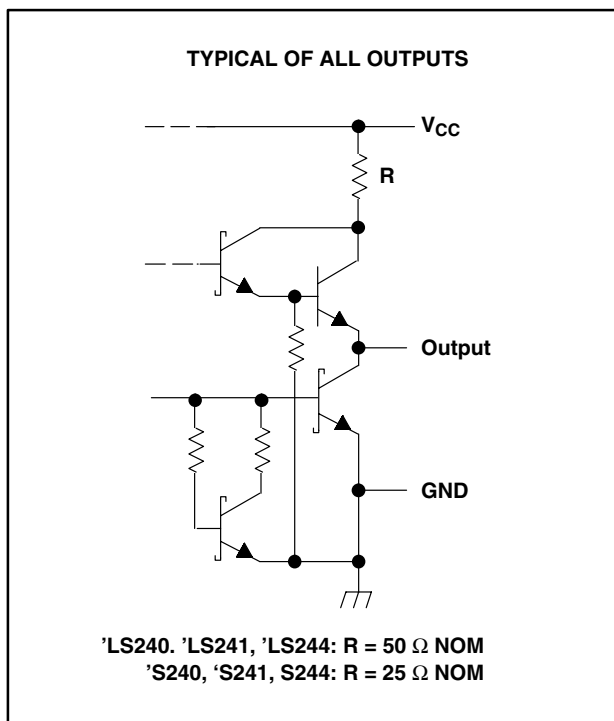 TYPICAL OF ALL OUTPUTS
VCC
R
Output
GND
’LS240. ’LS241, ’LS244: R = 50 Ω NOM
’S240, ‘S241, S244: R = 25 Ω NOM